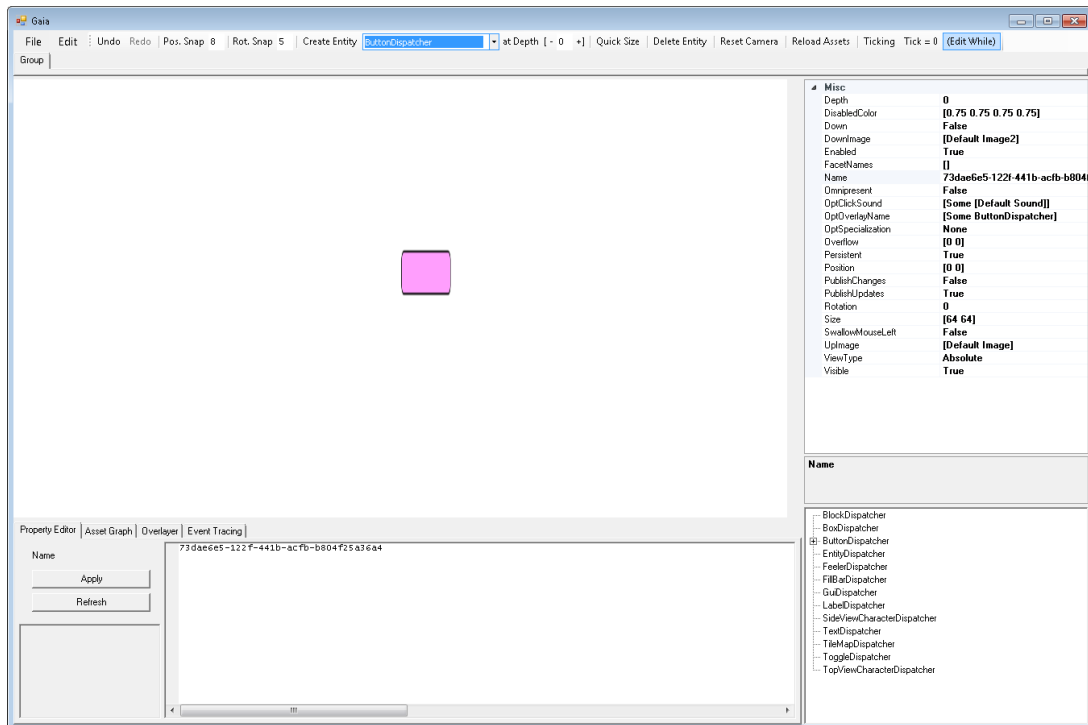 Gaia
File Edit Undo Redo Pos. Snap 8 Rot. Snap 5 Create Entity ButtonDispatcher at Depth [ - 0 +] Quick Size Delete Entity Reset Camera Reload Assets Ticking Tick = 0 (Edit While)
Group
Misc
Depth 0
DisabledColor [0.75 0.75 0.75 0.75]
Down False
DownImage [Default Image2]
Enabled True
FacetNames []
Name 73dae6e5-122f-441b-acfb-b804f
Omnipresent False
OptClickSound [Some [Default Sound]]
OptOverlayName [Some ButtonDispatcher]
OptSpecialization None
Overflow [0 0]
Persistent True
Position [0 0]
PublishChanges False
PublishUpdates True
Rotation 0
Size [64 64]
SwallowMouseLeft False
UpImage [Default Image]
ViewType Absolute
Visible True
Name
Property Editor Asset Graph Overlayer Event Tracing
Name
Apply
Refresh
73dae6e5-122f-441b-acfb-b804f25a36a4
BlockDispatcher
BoxDispatcher
ButtonDispatcher
EntityDispatcher
FeelerDispatcher
FillBarDispatcher
GuiDispatcher
LabelDispatcher
SideViewCharacterDispatcher
TextDispatcher
TileMapDispatcher
ToggleDispatcher
TopViewCharacterDispatcher